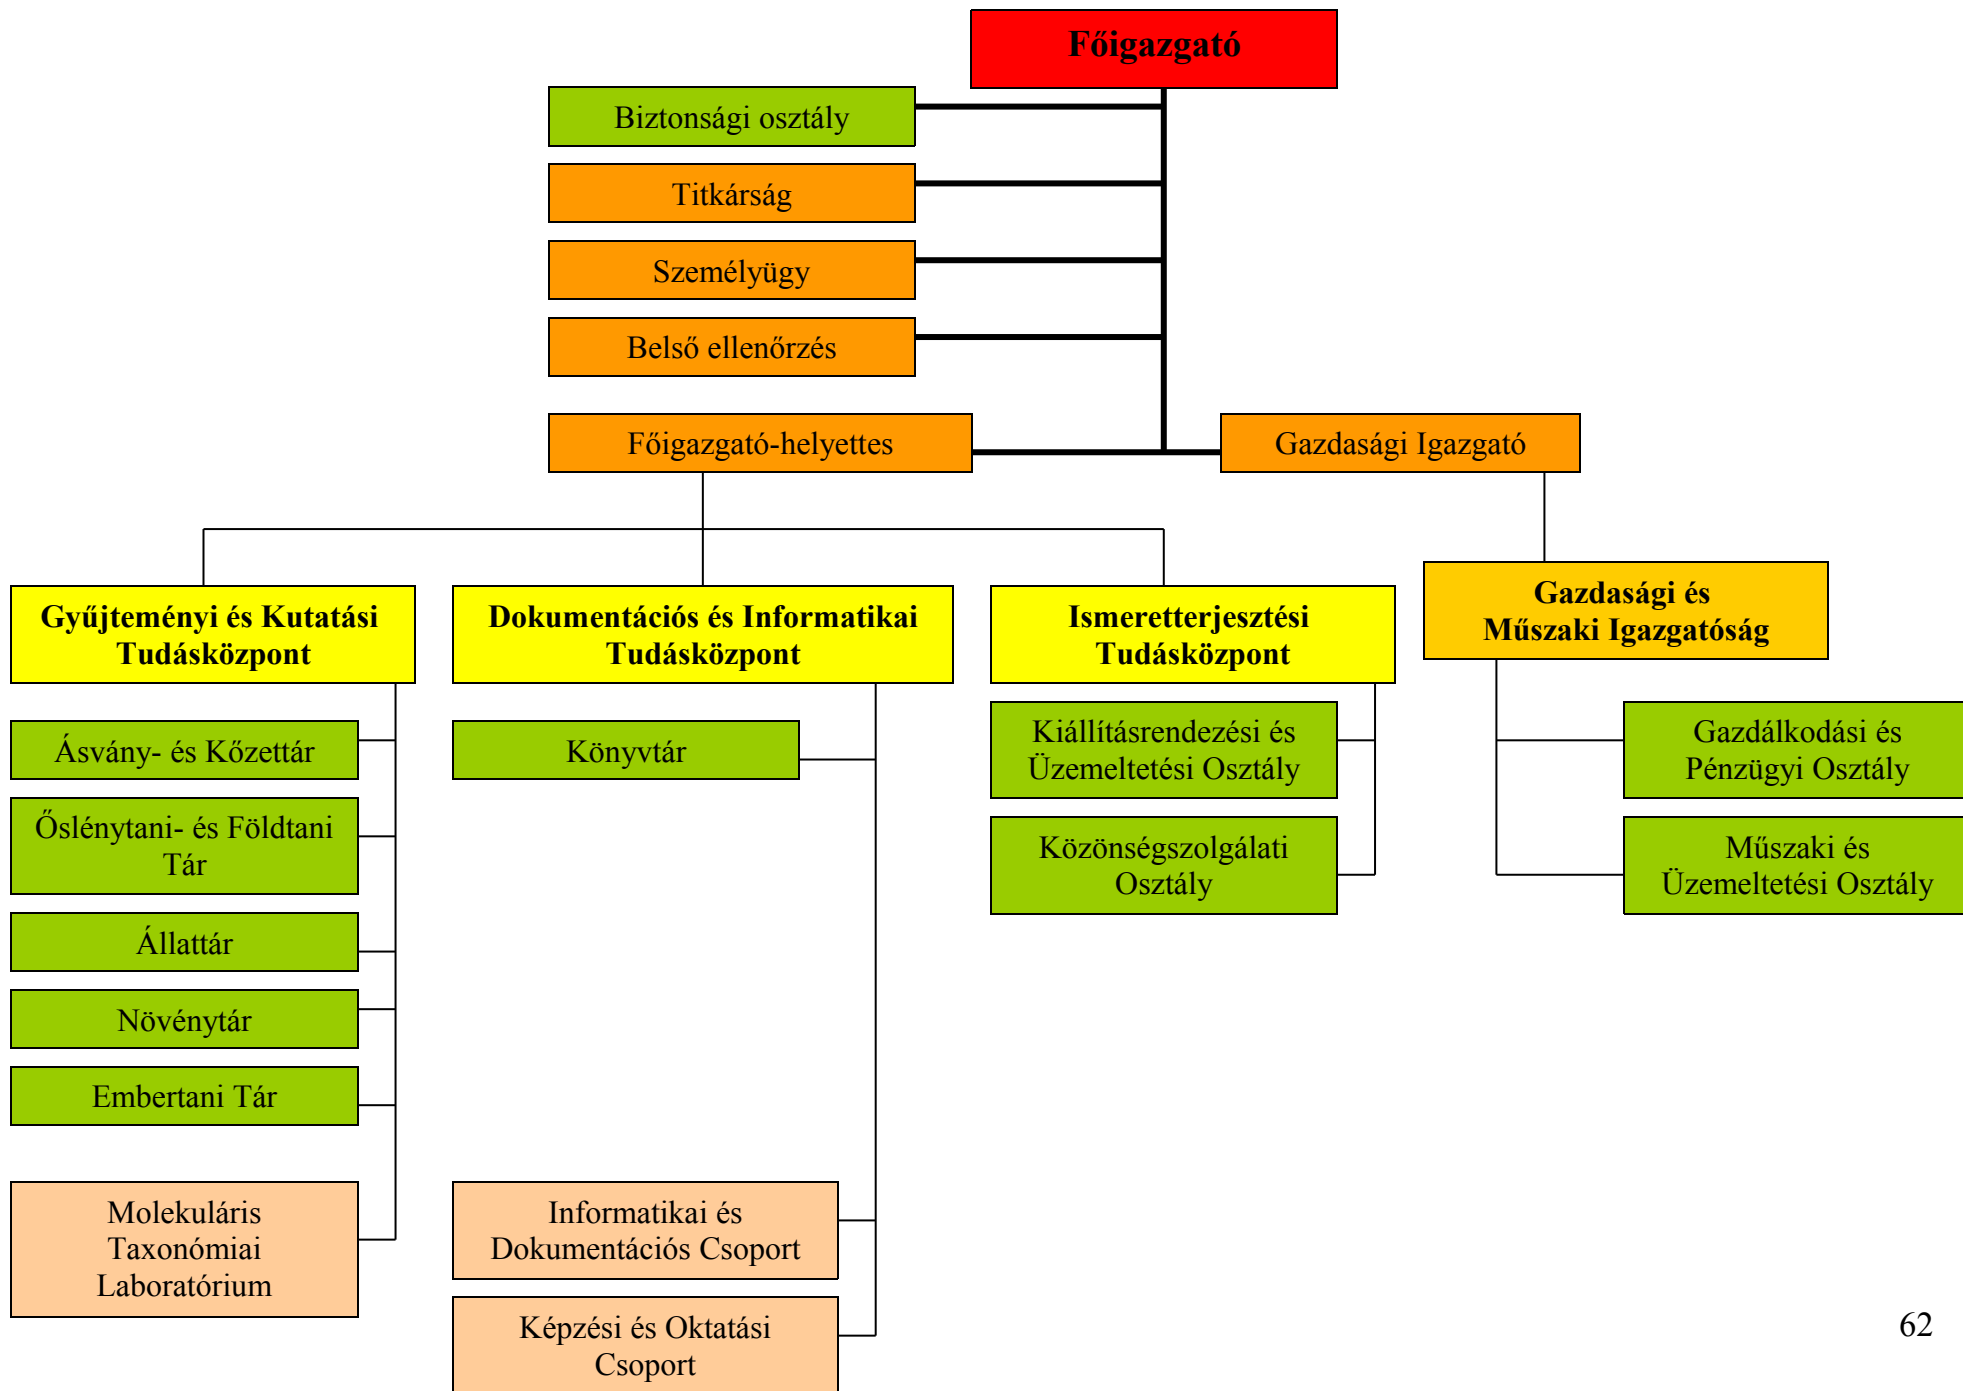 Főigazgató
Biztonsági osztály
Titkárság
Személyügy
Belső ellenőrzés
Főigazgató-helyettes
Gazdasági Igazgató
Gyűjteményi és Kutatási
Tudásközpont
Dokumentációs és Informatikai
Tudásközpont
Ismeretterjesztési
Tudásközpont
Gazdasági és
Műszaki Igazgatóság
Ásvány- és Kőzettár
Őslénytani- és Földtani
Tár
Állattár
Növénytár
Embertani Tár
Molekuláris
Taxonómiai
Laboratórium
Könyvtár
Informatikai és
Dokumentációs Csoport
Képzési és Oktatási
Csoport
Kiállításrendezési és
Üzemeltetési Osztály
Közönségszolgálati
Osztály
Gazdálkodási és
Pénzügyi Osztály
Műszaki és
Üzemeltetési Osztály
62